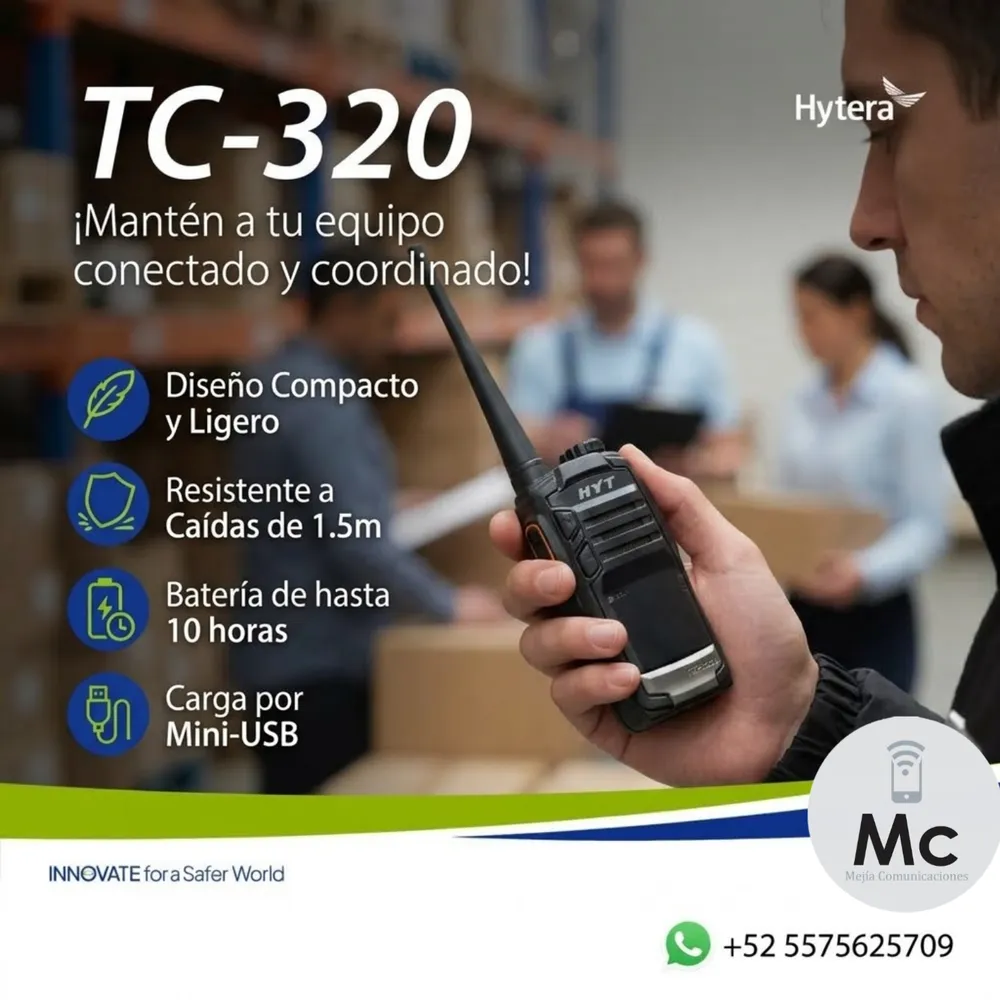 TC-320
Hytera
¡Mantén a tu equipo
conectado y coordinado!
Diseño Compacto
y Ligero
Resistente a
Caídas de 1.5m
Batería de hasta
10 horas
Carga por
Mini-USB
HYT
INNOVATE for a Safer World
Mc
Mejía Comunicaciones
+52 5575625709